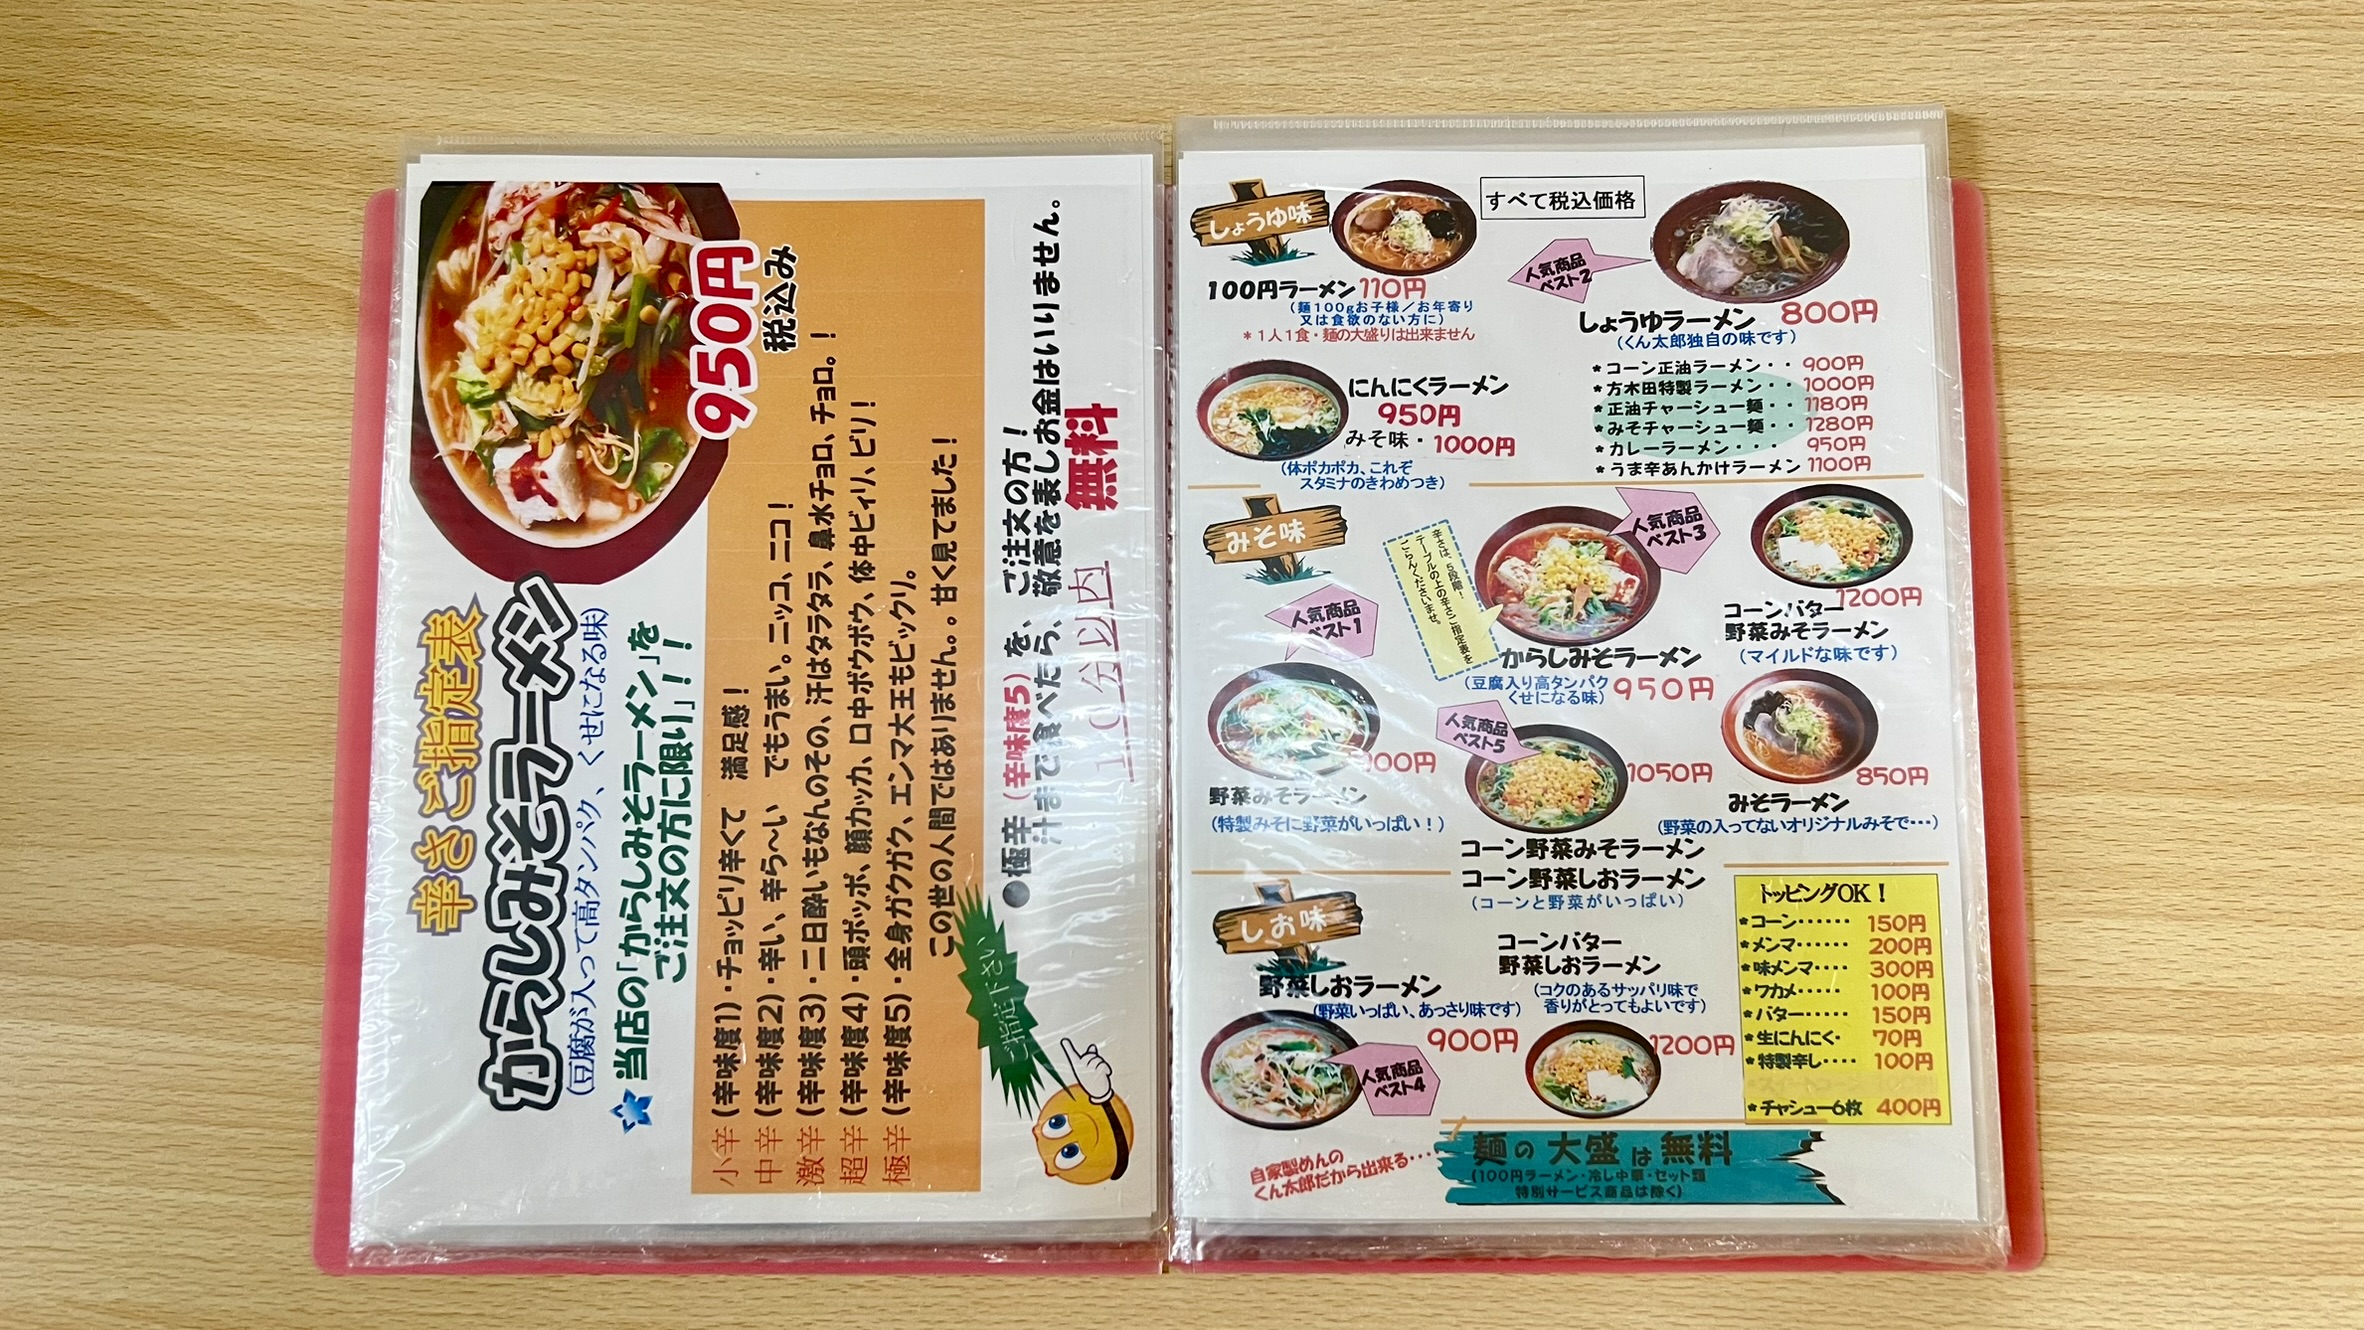 辛さご指定表
からしみそラーメン
(豆腐が入って高タンパク、くせになる味)
当店の「からしみそラーメン」を
ご注文の方に限り」!!
950円
税込み
小辛 (辛味度1)・チョッピリ辛くて 満足感!
中辛 (辛味度2)・辛い、辛ら〜い でもうまい。ニッコ、ニコ!
激辛 (辛味度3)・二日酔いもなんのその、汗はタラタラ、鼻水チョロ、チョロ。!
超辛 (辛味度4)・頭ボッボ、顔カッカ、口中ボウボウ、体中ビィリ、ビリ!
極辛 (辛味度5)・全身ガクガク、エンマ大王もビックリ。
この世の人間ではありません。。甘く見てました!
ご指定下さい
●極辛(辛味度5)を、ご注文の方!
汁まで食べたら、敬意を表しお金はいりません。
10分以内 無料
しょうゆ味
すべて税込価格
100円ラーメン 110円
(麺100gお子様/お年寄り
又は食欲のない方に)
*1人1食・麺の大盛りは出来ません
人気商品
ベスト2
しょうゆラーメン 800円
(くん太郎独自の味です)
にんにくラーメン
950円
みそ味・1000円
(体ポカポカ、これぞ
スタミナのきわめつき)
*コーン正油ラーメン・・900円
*方木田特製ラーメン・・1000円
*正油チャーシュー麺・・1180円
*みそチャーシュー麺・・1280円
*カレーラーメン・・・950円
*うま辛あんかけラーメン 1100円
みそ味
人気商品
ベスト1
辛さは、5段階!
テーブルの上の辛さご指定表を
ごらんくださいませ。
人気商品
ベスト3
からしみそラーメン
(豆腐入り高タンパク
くせになる味) 950円
1200円
コーンバター
野菜みそラーメン
(マイルドな味です)
00円
野菜みそラーメン
(特製みそに野菜がいっぱい!)
人気商品
ベスト5
1050円
コーン野菜みそラーメン
コーン野菜しおラーメン
(コーンと野菜がいっぱい)
850円
みそラーメン
(野菜の入ってないオリジナルみそで・・・)
しお味
野菜しおラーメン
(野菜いっぱい、あっさり味です)
900円
人気商品
ベスト4
コーンバター
野菜しおラーメン
(コクのあるサッパリ味で
香りがとってもよいです)
1200円
トッピングOK!
*コーン・・・・・・150円
*メンマ・・・・・・200円
*味メンマ・・・・300円
*ワカメ・・・・・100円
*バター・・・・・150円
*生にんにく・70円
*特製辛し・・・・100円
*チャシュー6枚 400円
自家製めんの
くん太郎だから出来る・・・
麺の大盛は無料
(100円ラーメン・冷し中華・セット類
特別サービス商品は除く)